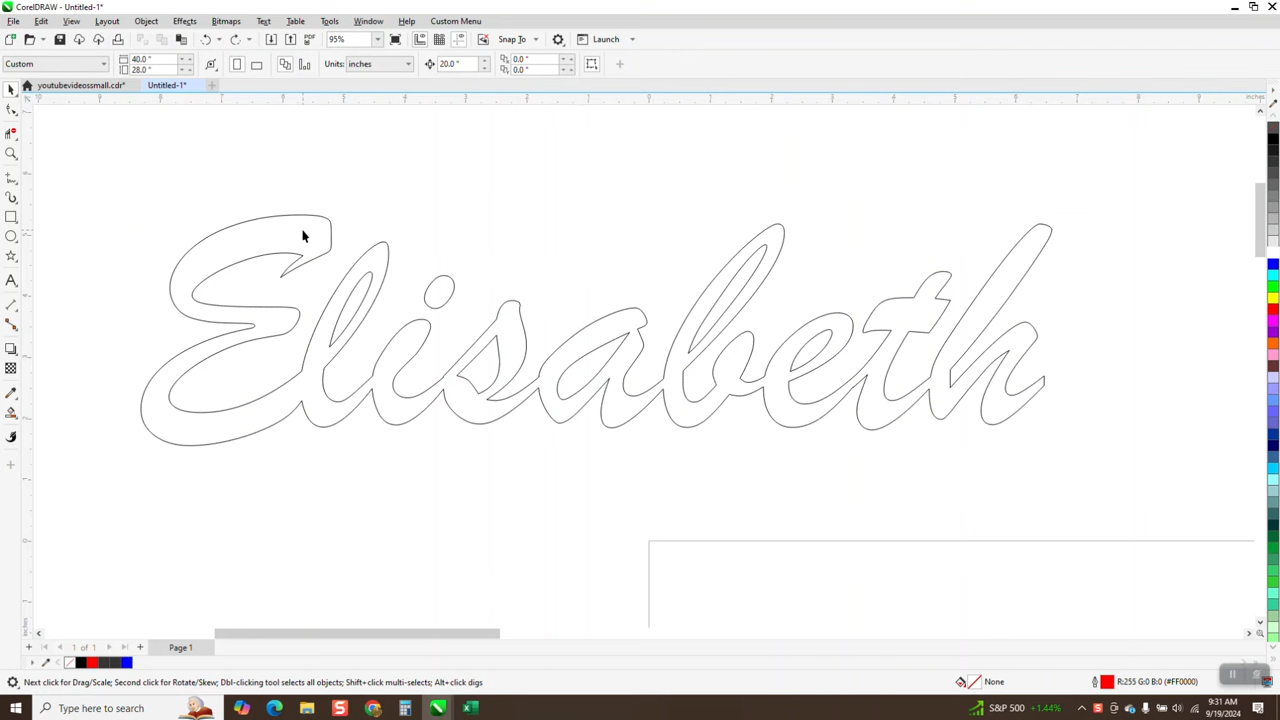 CorelDRAW - Untitled-1*
File Edit View Layout Object Effects Bitmaps Text Table Tools Window Help Custom Menu
95% Snap To Launch
Custom 40.0 " 28.0 " Units: inches 20.0 " 0.0 " 0.0 "
youtubevideossmall.cdr* Untitled-1*
inches
Elisabeth
1 of 1 Page 1
Next click for Drag/Scale; Second click for Rotate/Skew; Dbl-clicking tool selects all objects; Shift+click multi-selects; Alt+click digs None R:255 G:0 B:0 (#FF0000)
Type here to search S&P 500 +1.44% 9:31 AM
9/19/2024